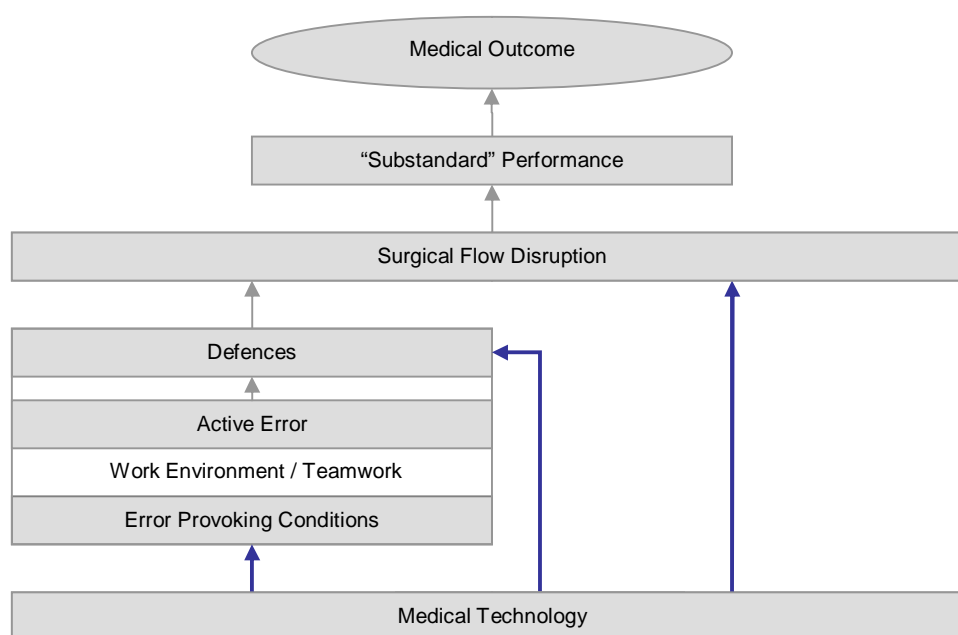 Medical Outcome
“Substandard” Performance
Surgical Flow Disruption
Defences
Active Error
Work Environment / Teamwork
Error Provoking Conditions
Medical Technology